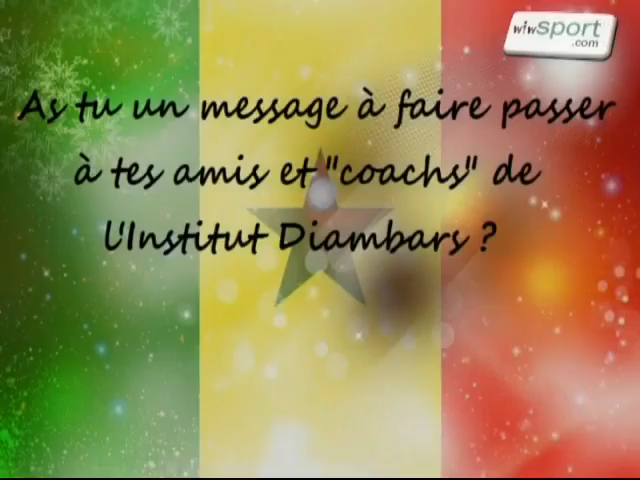 wiwsport
.com
As tu un message à faire passer
à tes amis et "coachs" de
l'Institut Diambars ?